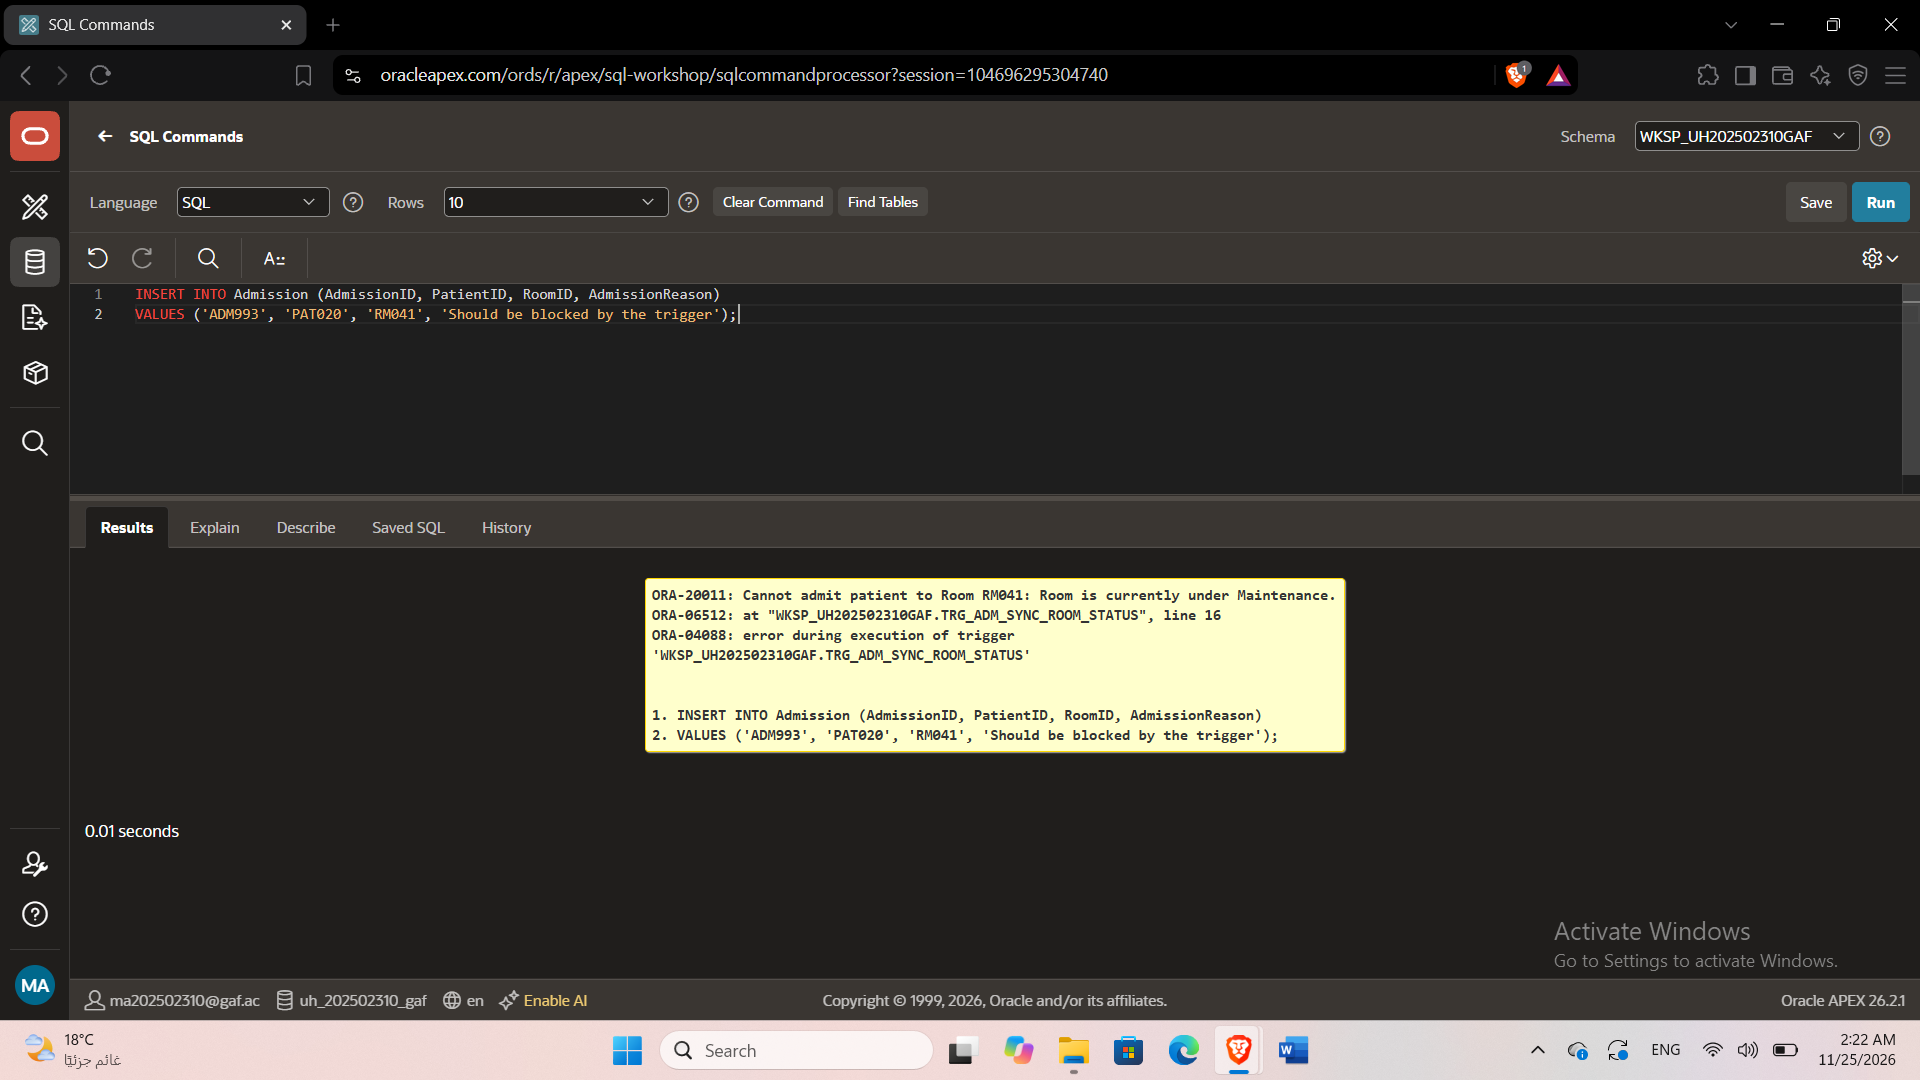 SQL Commands
oracleapex.com/ords/r/apex/sql-workshop/sqlcommandprocessor?session=104696295304740
1
SQL Commands
Schema
WKSP_UH202502310GAF
Language
SQL
Rows
10
Clear Command
Find Tables
Save
Run
1 INSERT INTO Admission (AdmissionID, PatientID, RoomID, AdmissionReason)
2 VALUES ('ADM993', 'PAT020', 'RM041', 'Should be blocked by the trigger');
Results
Explain
Describe
Saved SQL
History
ORA-20011: Cannot admit patient to Room RM041: Room is currently under Maintenance.
ORA-06512: at "WKSP_UH202502310GAF.TRG_ADM_SYNC_ROOM_STATUS", line 16
ORA-04088: error during execution of trigger
'WKSP_UH202502310GAF.TRG_ADM_SYNC_ROOM_STATUS'
1. INSERT INTO Admission (AdmissionID, PatientID, RoomID, AdmissionReason)
2. VALUES ('ADM993', 'PAT020', 'RM041', 'Should be blocked by the trigger');
0.01 seconds
Activate Windows
Go to Settings to activate Windows.
MA
ma202502310@gaf.ac
uh_202502310_gaf
en
Enable AI
Copyright © 1999, 2026, Oracle and/or its affiliates.
Oracle APEX 26.2.1
18°C
غائم جزئيًا
Search
W
ENG
2:22 AM
11/25/2026